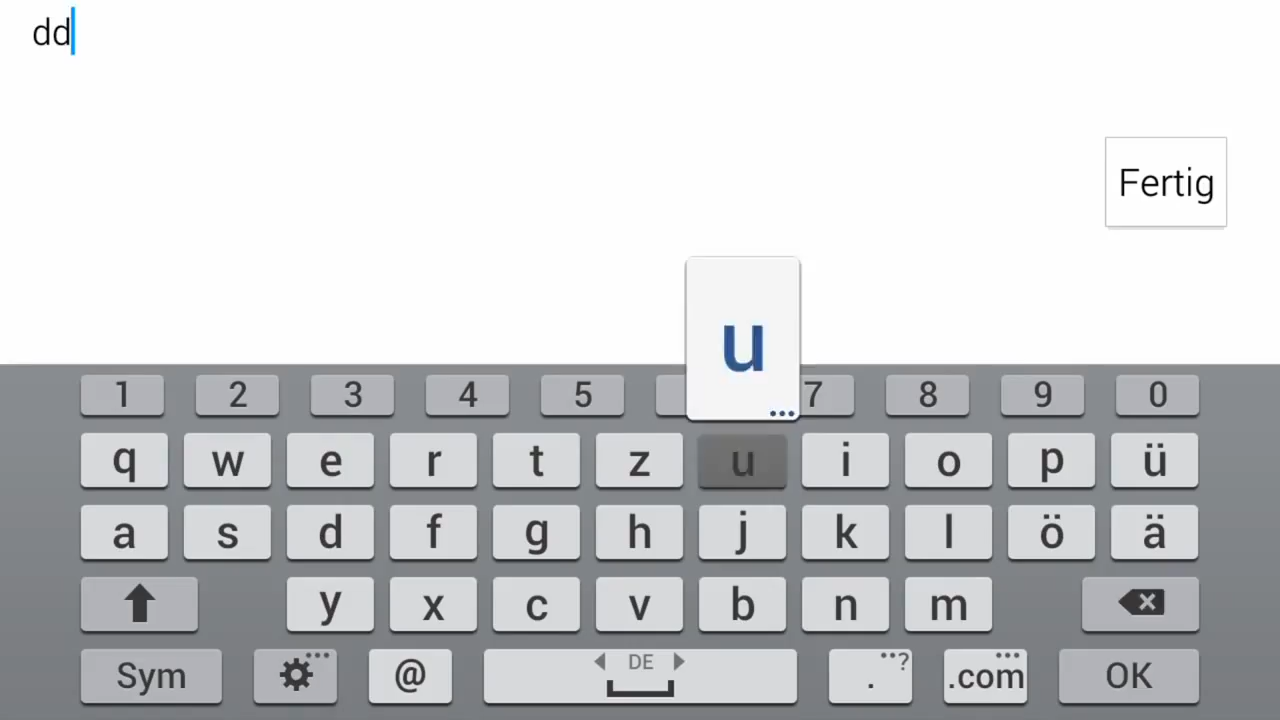 dd
Fertig
u
1 2 3 4 5 7 8 9 0
q w e r t z u i o p ü
a s d f g h j k l ö ä
y x c v b n m
Sym @ DE . ? .com OK